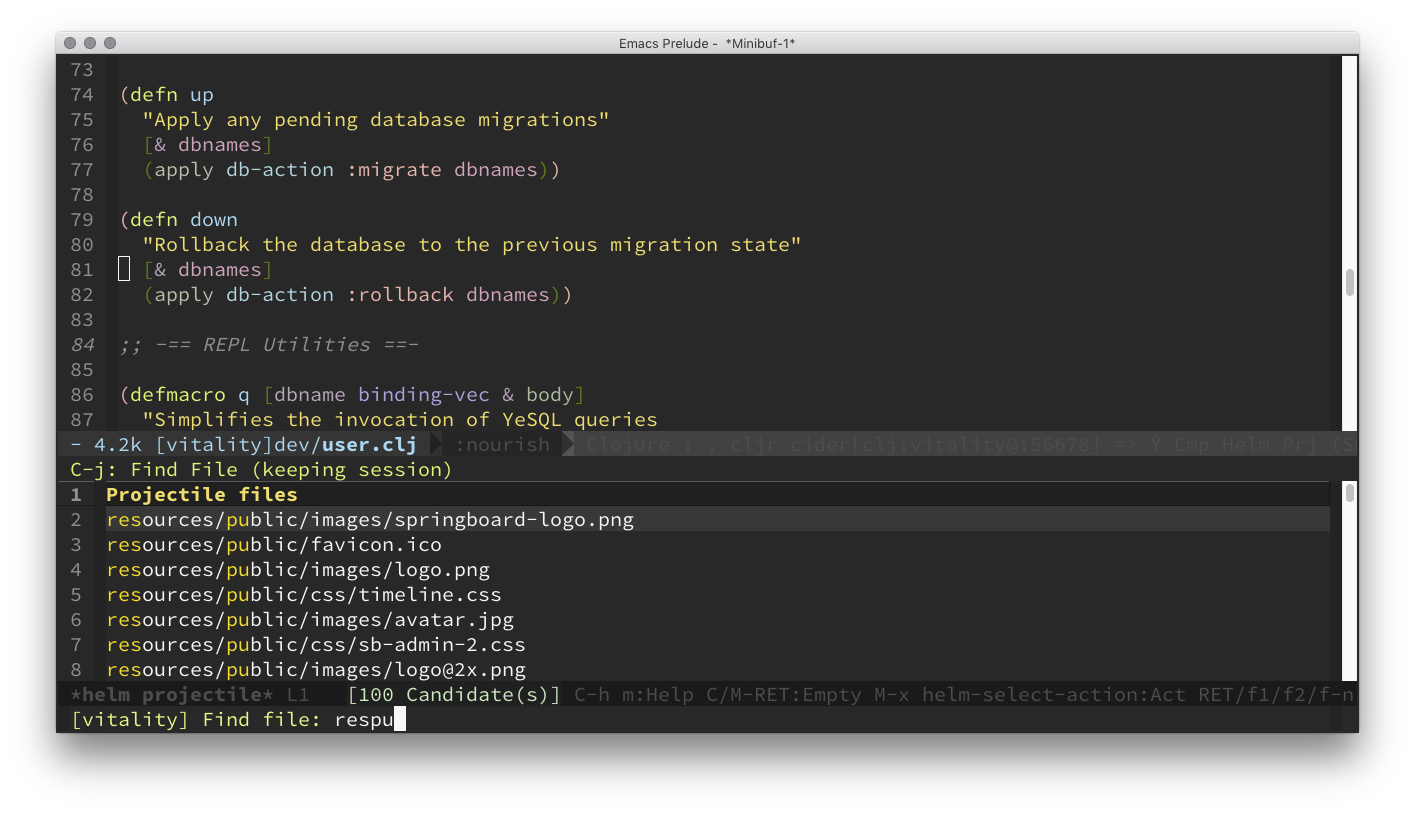 Emacs Prelude - *Minibuf-1*
73
74 (defn up
75 "Apply any pending database migrations"
76 [& dbnames]
77 (apply db-action :migrate dbnames))
78
79 (defn down
80 "Rollback the database to the previous migration state"
81 [& dbnames]
82 (apply db-action :rollback dbnames))
83
84 ;; -== REPL Utilities ==-
85
86 (defmacro q [dbname binding-vec & body]
87 "Simplifies the invocation of YeSQL queries
- 4.2k [vitality]dev/user.clj :nourish Clojure : , cljr cider[clj:vitality@:56678] => Ÿ Cmp Helm Prj
C-j: Find File (keeping session)
1 Projectile files
2 resources/public/images/springboard-logo.png
3 resources/public/favicon.ico
4 resources/public/images/logo.png
5 resources/public/css/timeline.css
6 resources/public/images/avatar.jpg
7 resources/public/css/sb-admin-2.css
8 resources/public/images/logo@2x.png
*helm projectile* L1 [100 Candidate(s)] C-h m:Help C/M-RET:Empty M-x helm-select-action:Act RET/f1/f2/f-n
[vitality] Find file: respu